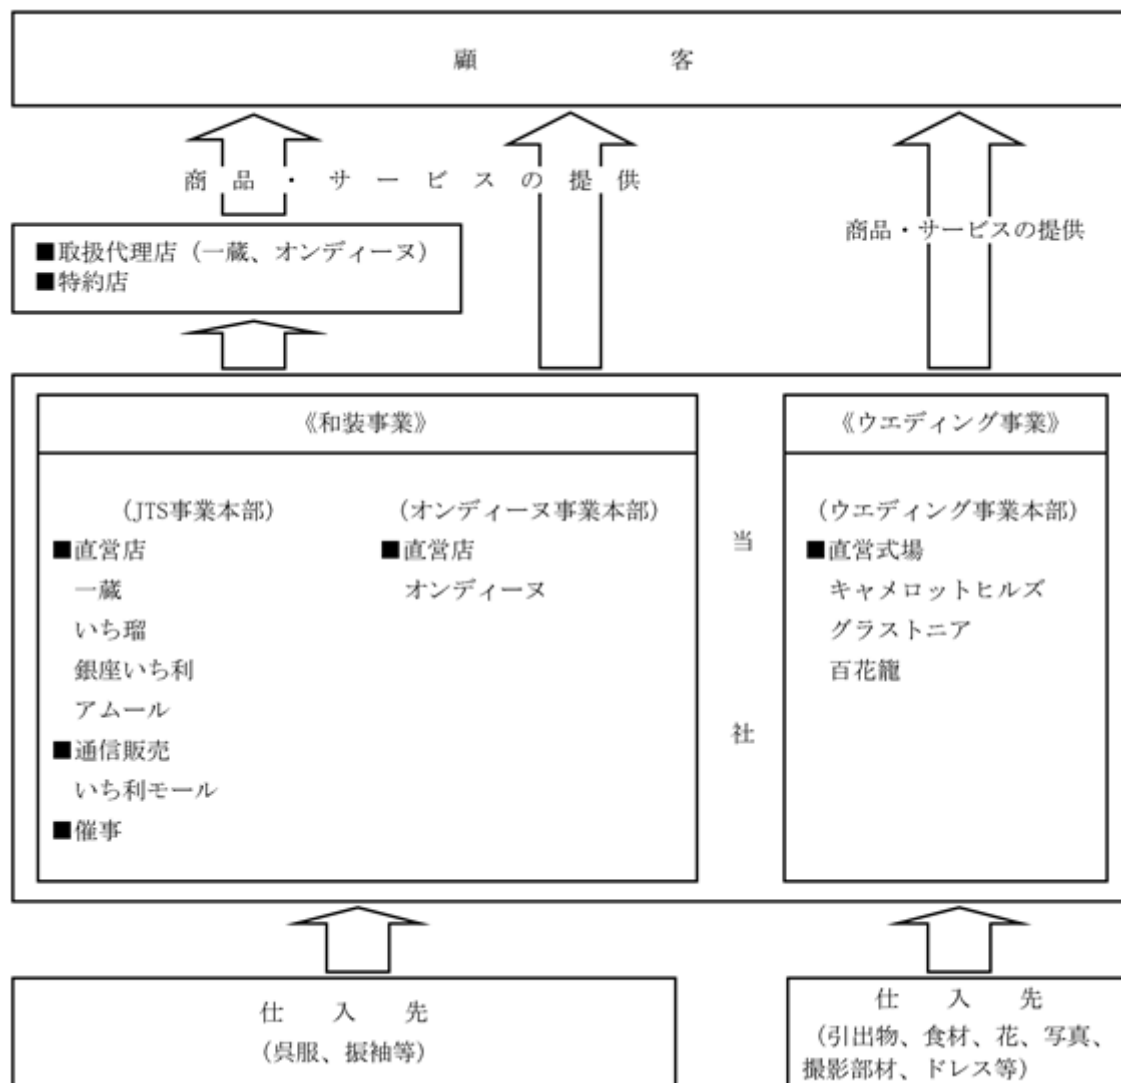 顧客
商品・サービスの提供
■取扱代理店（一蔵、オンディーヌ）
■特約店
商品・サービスの提供
《和装事業》
（JTS事業本部）
■直営店
一蔵
いち瑠
銀座いち利
アムール
■通信販売
いち利モール
■催事
（オンディーヌ事業本部）
■直営店
オンディーヌ
当社
《ウエディング事業》
（ウエディング事業本部）
■直営式場
キャメロットヒルズ
グラストニア
百花籠
仕入先
（呉服、振袖等）
仕入先
（引出物、食材、花、写真、
撮影部材、ドレス等）